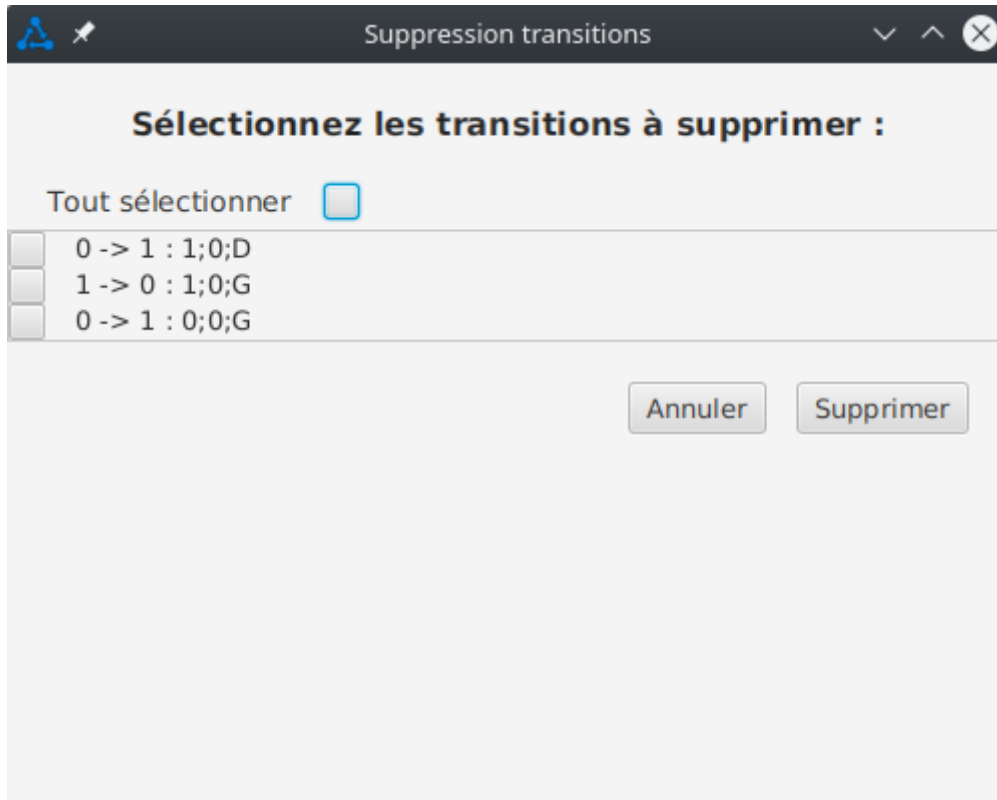 Suppression transitions
Sélectionnez les transitions à supprimer :
Tout sélectionner
0 -> 1 : 1;0;D
1 -> 0 : 1;0;G
0 -> 1 : 0;0;G
Annuler Supprimer